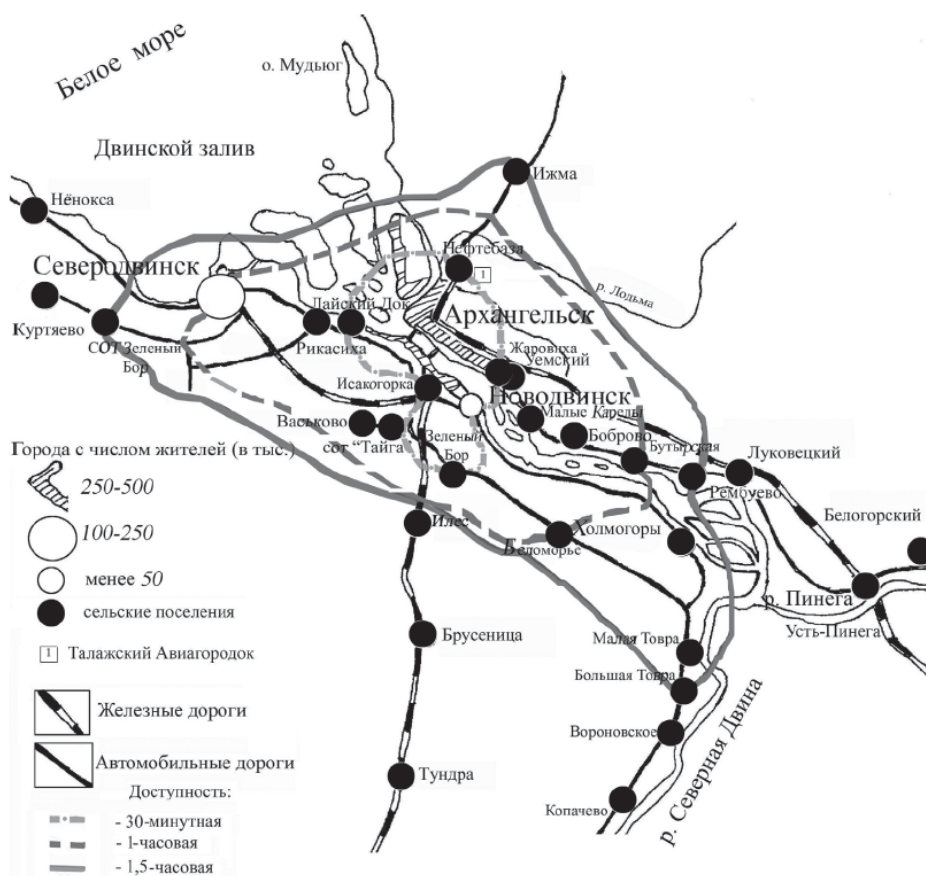 Белое море
о. Мудьюг
Двинской залив
Ижма
Нёнокса
Нефтебаза
1
Северодвинск
р. Лодьма
Лайский Док
Архангельск
Куртяево
СОТ Зеленый
Бор
Рикасиха
Жаровиха
Уемский
Исакогорка
Новодвинск
Васьково
сот "Тайга
Зеленый
Бор
Малые Карелы
Боброво
Бутырская
Луковецкий
Рембуево
Белогорский
Города с числом жителей (в тыс.)
250-500
100-250
менее 50
сельские поселения
1
Талажский Авиагородок
Илес
Беломорье
Холмогоры
р. Пинега
Усть-Пинега
Брусеница
Малая Товра
Большая Товра
Вороновское
Железные дороги
Автомобильные дороги
Тундра
Копачево
р. Северная Двина
Доступность:
- 30-минутная
- 1-часовая
- 1,5-часовая